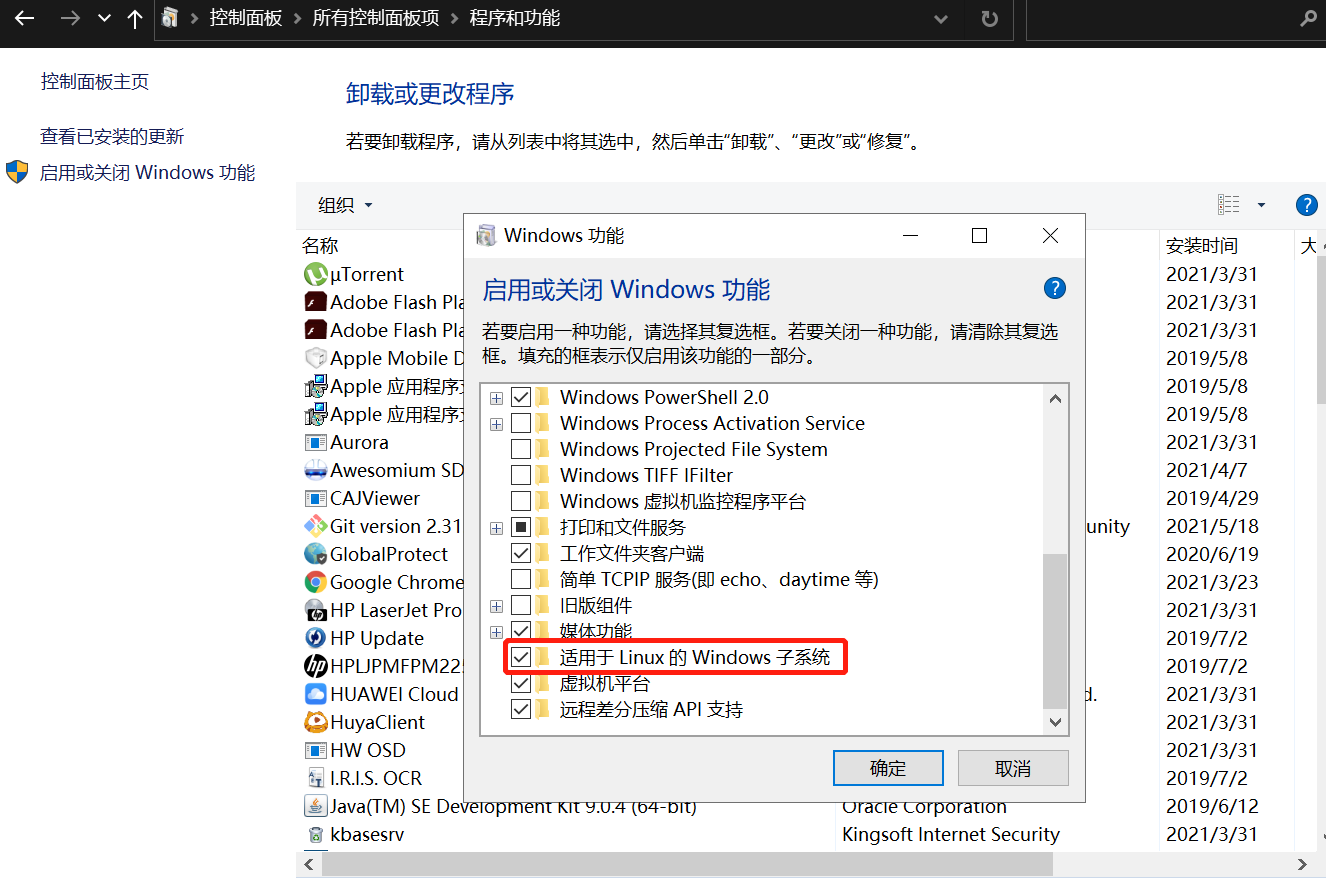 控制面板 > 所有控制面板项 > 程序和功能
控制面板主页
查看已安装的更新
启用或关闭 Windows 功能
卸载或更改程序
若要卸载程序，请从列表中将其选中，然后单击“卸载”、“更改”或“修复”。
组织
名称
安装时间
大
µTorrent
2021/3/31
Adobe Flash Pla
2021/3/31
Adobe Flash Pla
2021/3/31
Apple Mobile D
2019/5/8
Apple 应用程序
2019/5/8
Apple 应用程序
2019/5/8
Aurora
2021/3/31
Awesomium SD
2021/4/7
CAJViewer
2019/4/29
Git version 2.31
unity
2021/5/18
GlobalProtect
2020/6/19
Google Chrome
2021/3/23
HP LaserJet Pro
2021/3/31
HP Update
2019/7/2
HPLJPMFPM225
2019/7/2
HUAWEI Cloud
d.
2021/3/31
HuyaClient
2021/3/31
HW OSD
2021/3/31
I.R.I.S. OCR
2019/7/2
Java(TM) SE Development Kit 9.0.4 (64-bit)
Oracle Corporation
2019/6/12
kbasesrv
Kingsoft Internet Security
2021/3/31
Windows 功能
启用或关闭 Windows 功能
若要启用一种功能，请选择其复选框。若要关闭一种功能，请清除其复选
框。填充的框表示仅启用该功能的一部分。
Windows PowerShell 2.0
Windows Process Activation Service
Windows Projected File System
Windows TIFF IFilter
Windows 虚拟机监控程序平台
打印和文件服务
工作文件夹客户端
简单 TCPIP 服务(即 echo、daytime 等)
旧版组件
媒体功能
适用于 Linux 的 Windows 子系统
虚拟机平台
远程差分压缩 API 支持
确定
取消